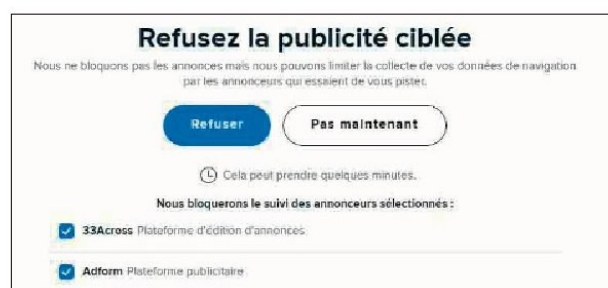 Refusez la publicité ciblée
Nous ne bloquons pas les annonces mais nous pouvons limiter la collecte de vos données de navigation
par les annonceurs qui essaient de vous pister.
Refuser Pas maintenant
Cela peut prendre quelques minutes.
Nous bloquerons le suivi des annonceurs sélectionnés :
33Across Plateforme d'édition d'annonces
Adform Plateforme publicitaire